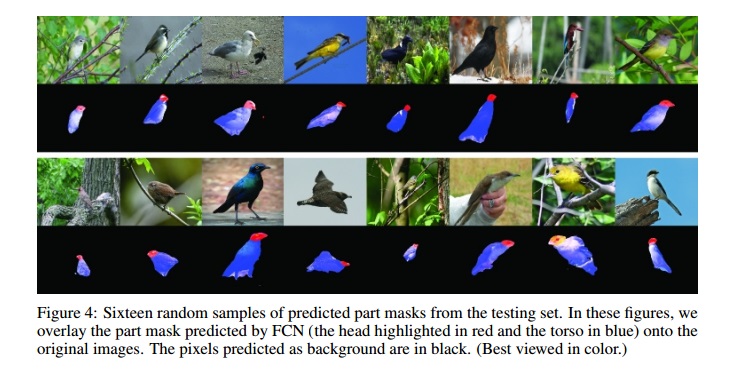 Figure 4: Sixteen random samples of predicted part masks from the testing set. In these figures, we
overlay the part mask predicted by FCN (the head highlighted in red and the torso in blue) onto the
original images. The pixels predicted as background are in black. (Best viewed in color.)